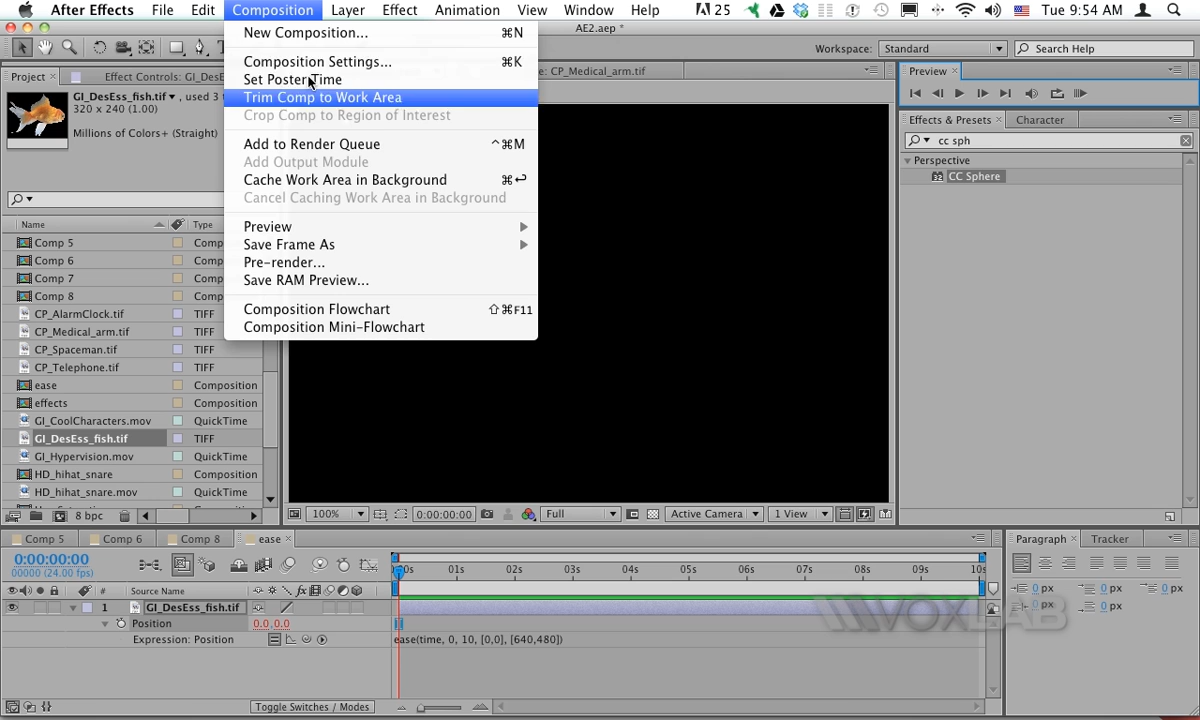 After Effects File Edit Composition Layer Effect Animation View Window Help 25 Tue 9:54 AM
AE2.aep *
Workspace: Standard Search Help
Project × Effect Controls: GI_DesE
e: CP_Medical_arm.tif
Preview ×
GI_DesEss_fish.tif ▾, used 3 t
320 x 240 (1.00)
Millions of Colors+ (Straight)
New Composition... ⌘N
Composition Settings... ⌘K
Set Poster Time
Trim Comp to Work Area
Crop Comp to Region of Interest
Add to Render Queue ^⌘M
Add Output Module
Cache Work Area in Background ⌘↩
Cancel Caching Work Area in Background
Preview
Save Frame As
Pre-render...
Save RAM Preview...
Composition Flowchart ⇧⌘F11
Composition Mini-Flowchart
Effects & Presets × Character
cc sph
Perspective
CC Sphere
Name Type
Comp 5 Comp
Comp 6 Comp
Comp 7 Comp
Comp 8 Comp
CP_AlarmClock.tif TIFF
CP_Medical_arm.tif TIFF
CP_Spaceman.tif TIFF
CP_Telephone.tif TIFF
ease Composition
effects Composition
GI_CoolCharacters.mov QuickTime
GI_DesEss_fish.tif TIFF
GI_Hypervision.mov QuickTime
HD_hihat_snare Composition
HD_hihat_snare.mov QuickTime
8 bpc
100% 0:00:00:00 Full Active Camera 1 View
Comp 5 Comp 6 Comp 8 ease ×
Paragraph × Tracker
0:00:00:00
00000 (24.00 fps)
00s 01s 02s 03s 04s 05s 06s 07s 08s 09s 10s
# Source Name
1 GI_DesEss_fish.tif
Position 0.0,0.0
Expression: Position ease(time, 0, 10, [0,0], [640,480])
0 px 0 px 0 px
0 px 0 px
VOXLAB
Toggle Switches / Modes